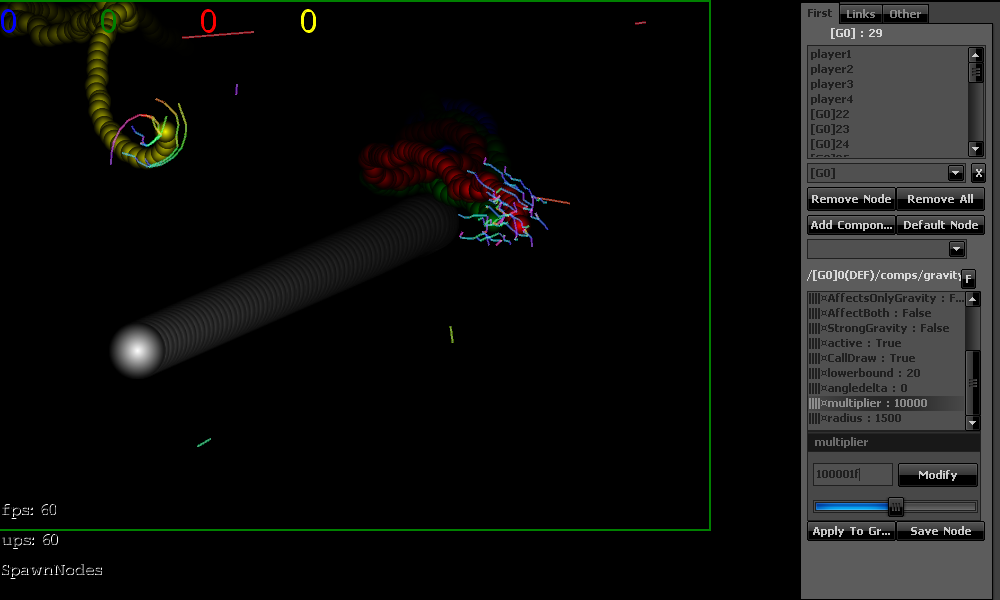 0 0 0 0
First Links Other
[G0] : 29
player1
player2
player3
player4
[G0]22
[G0]23
[G0]24
[G0]
X
Remove Node Remove All
Add Compon... Default Node
/[G0]0(DEF)/comps/gravity
F
||||¤AffectsOnlyGravity : F...
||||¤AffectBoth : False
||||¤StrongGravity : False
||||¤active : True
||||¤CallDraw : True
||||¤lowerbound : 20
||||¤angledelta : 0
||||¤multiplier : 10000
||||¤radius : 1500
multiplier
100001f
Modify
Apply To Gr... Save Node
fps: 60
ups: 60
SpawnNodes